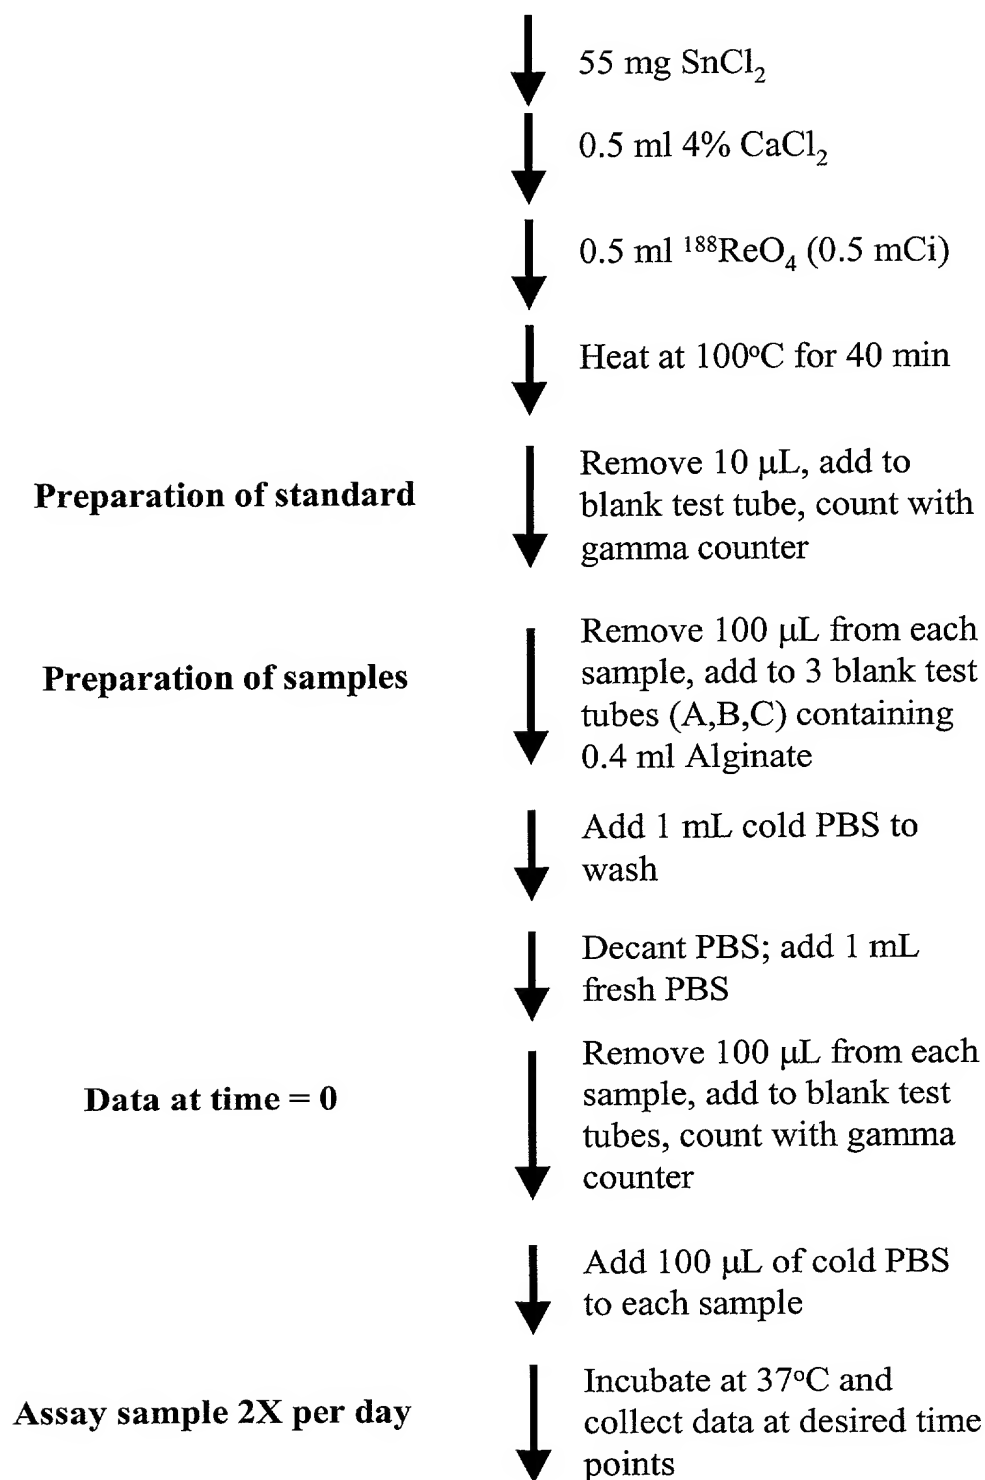 55 mg SnCl₂
0.5 ml 4% CaCl₂
0.5 ml ¹⁸⁸ReO₄ (0.5 mCi)
Heat at 100°C for 40 min
Preparation of standard
Remove 10 μL, add to
blank test tube, count with
gamma counter
Preparation of samples
Remove 100 μL from each
sample, add to 3 blank test
tubes (A,B,C) containing
0.4 ml Alginate
Add 1 mL cold PBS to
wash
Decant PBS; add 1 mL
fresh PBS
Data at time = 0
Remove 100 μL from each
sample, add to blank test
tubes, count with gamma
counter
Add 100 μL of cold PBS
to each sample
Assay sample 2X per day
Incubate at 37°C and
collect data at desired time
points